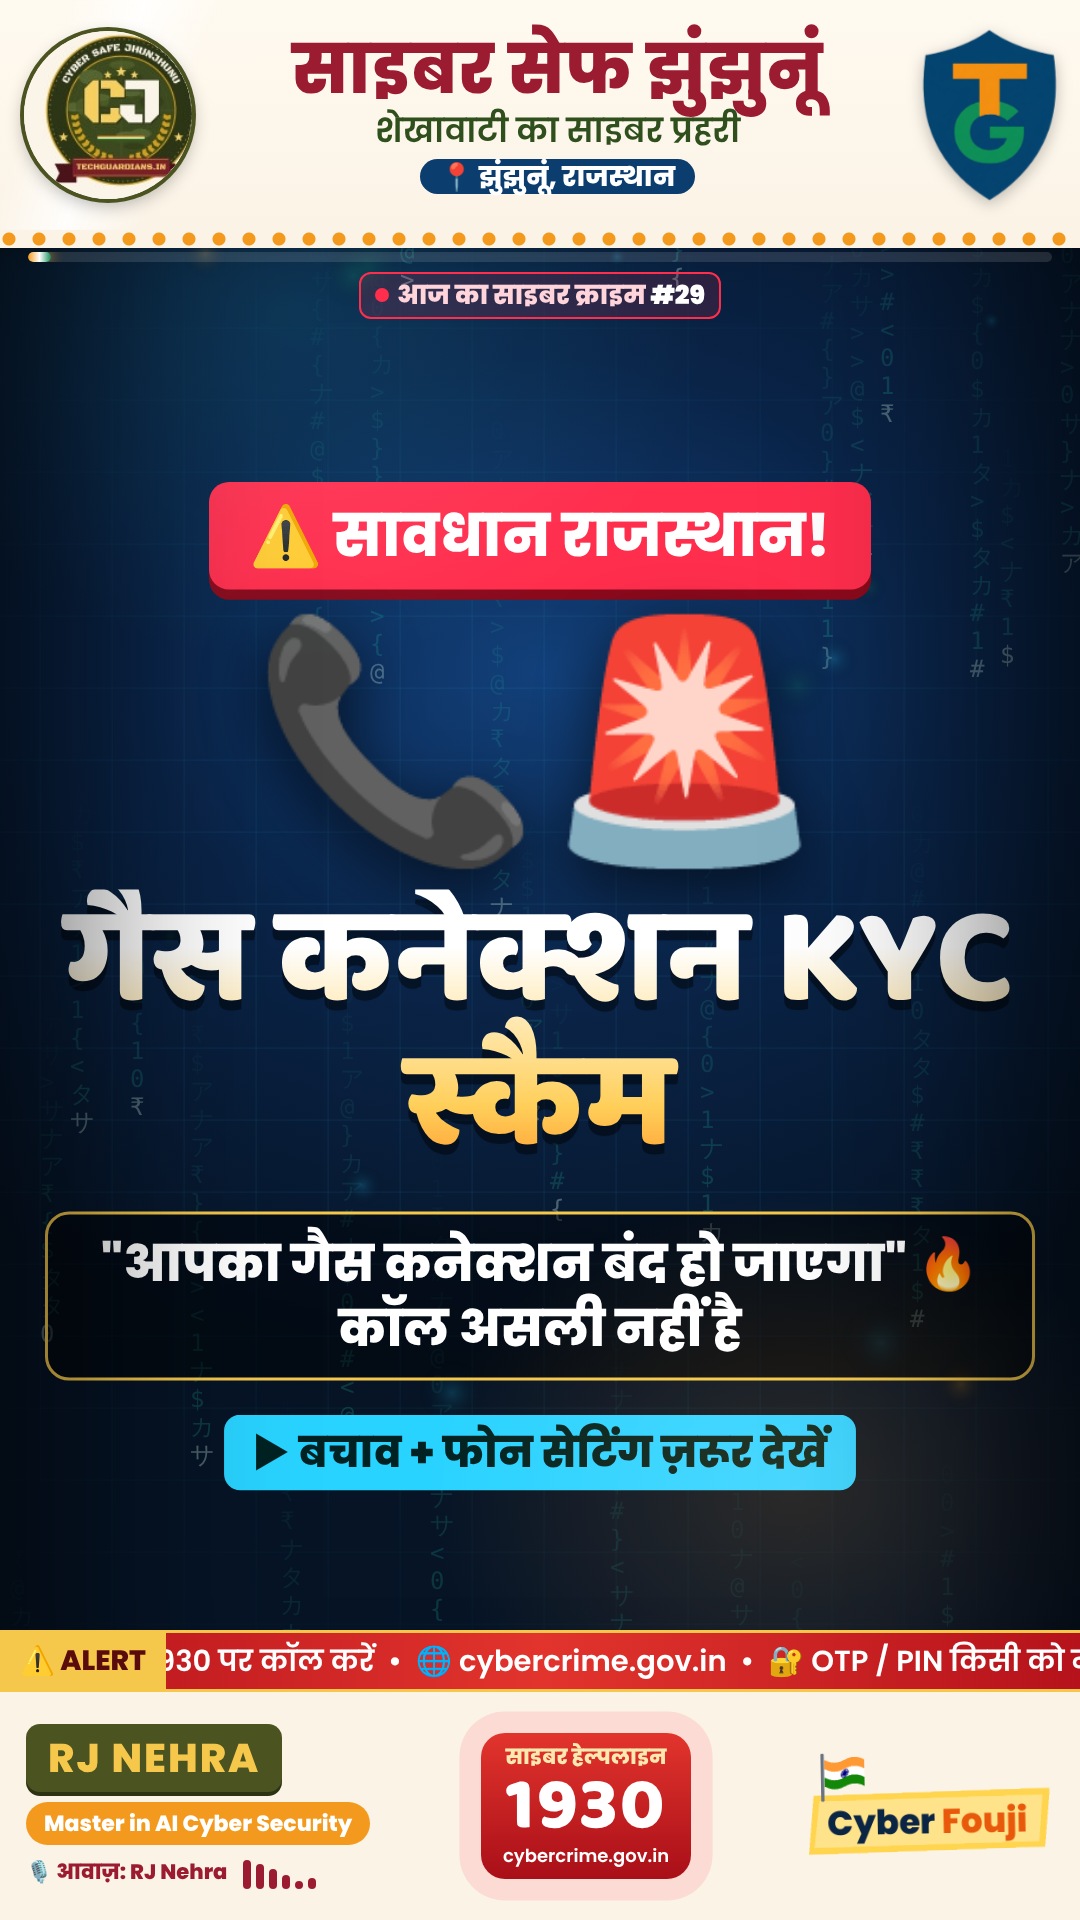 CYBER SAFE JHUNJHUNU
CJ
TECHGUARDIANS.IN
साइबर सेफ झुंझुनूं
शेखावाटी का साइबर प्रहरी
📍 झुंझुनूं, राजस्थान
TG
आज का साइबर क्राइम #29
⚠️ सावधान राजस्थान!
गैस कनेक्शन KYC
स्कैम
"आपका गैस कनेक्शन बंद हो जाएगा" 🔥
कॉल असली नहीं है
▶ बचाव + फोन सेटिंग ज़रूर देखें
⚠️ ALERT
930 पर कॉल करें • 🌐 cybercrime.gov.in • 🔐 OTP / PIN किसी को
RJ NEHRA
Master in AI Cyber Security
🎙️ आवाज़: RJ Nehra
साइबर हेल्पलाइन
1930
cybercrime.gov.in
Cyber Fouji